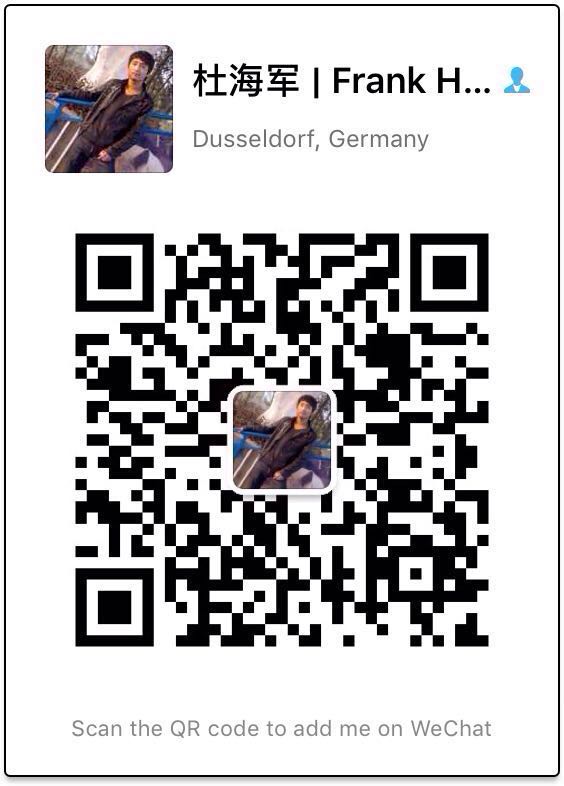 杜海军 | Frank H...
Dusseldorf, Germany
Scan the QR code to add me on WeChat